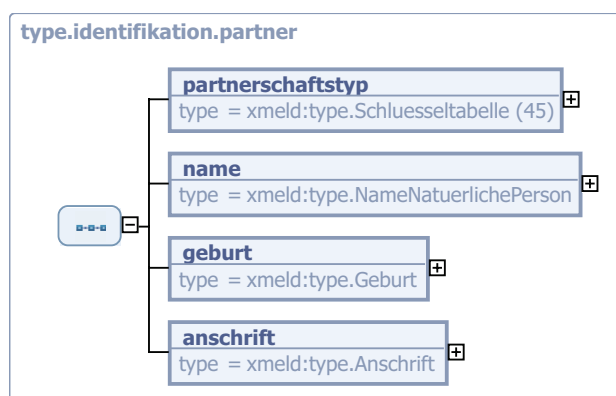 type.identifikation.partner
partnerschaftstyp
type = xmeld:type.Schluesseltabelle (45)
name
type = xmeld:type.NameNatuerlichePerson
geburt
type = xmeld:type.Geburt
anschrift
type = xmeld:type.Anschrift